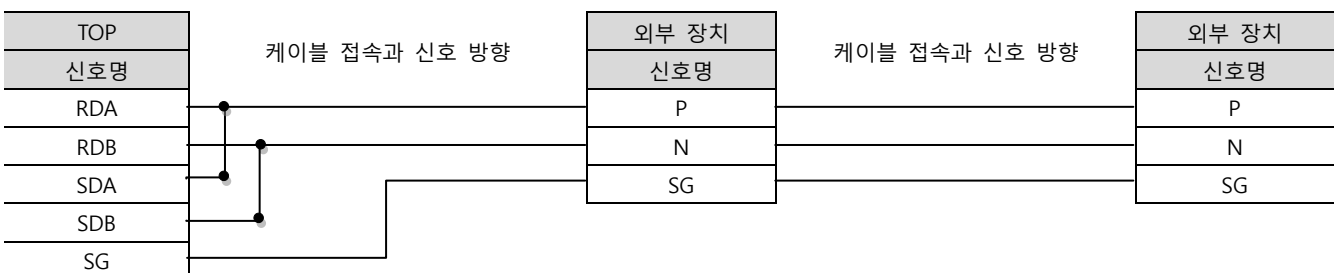 TOP
케이블 접속과 신호 방향
외부 장치
케이블 접속과 신호 방향
외부 장치
신호명
신호명
신호명
RDA
P
P
RDB
N
N
SDA
SG
SG
SDB
SG